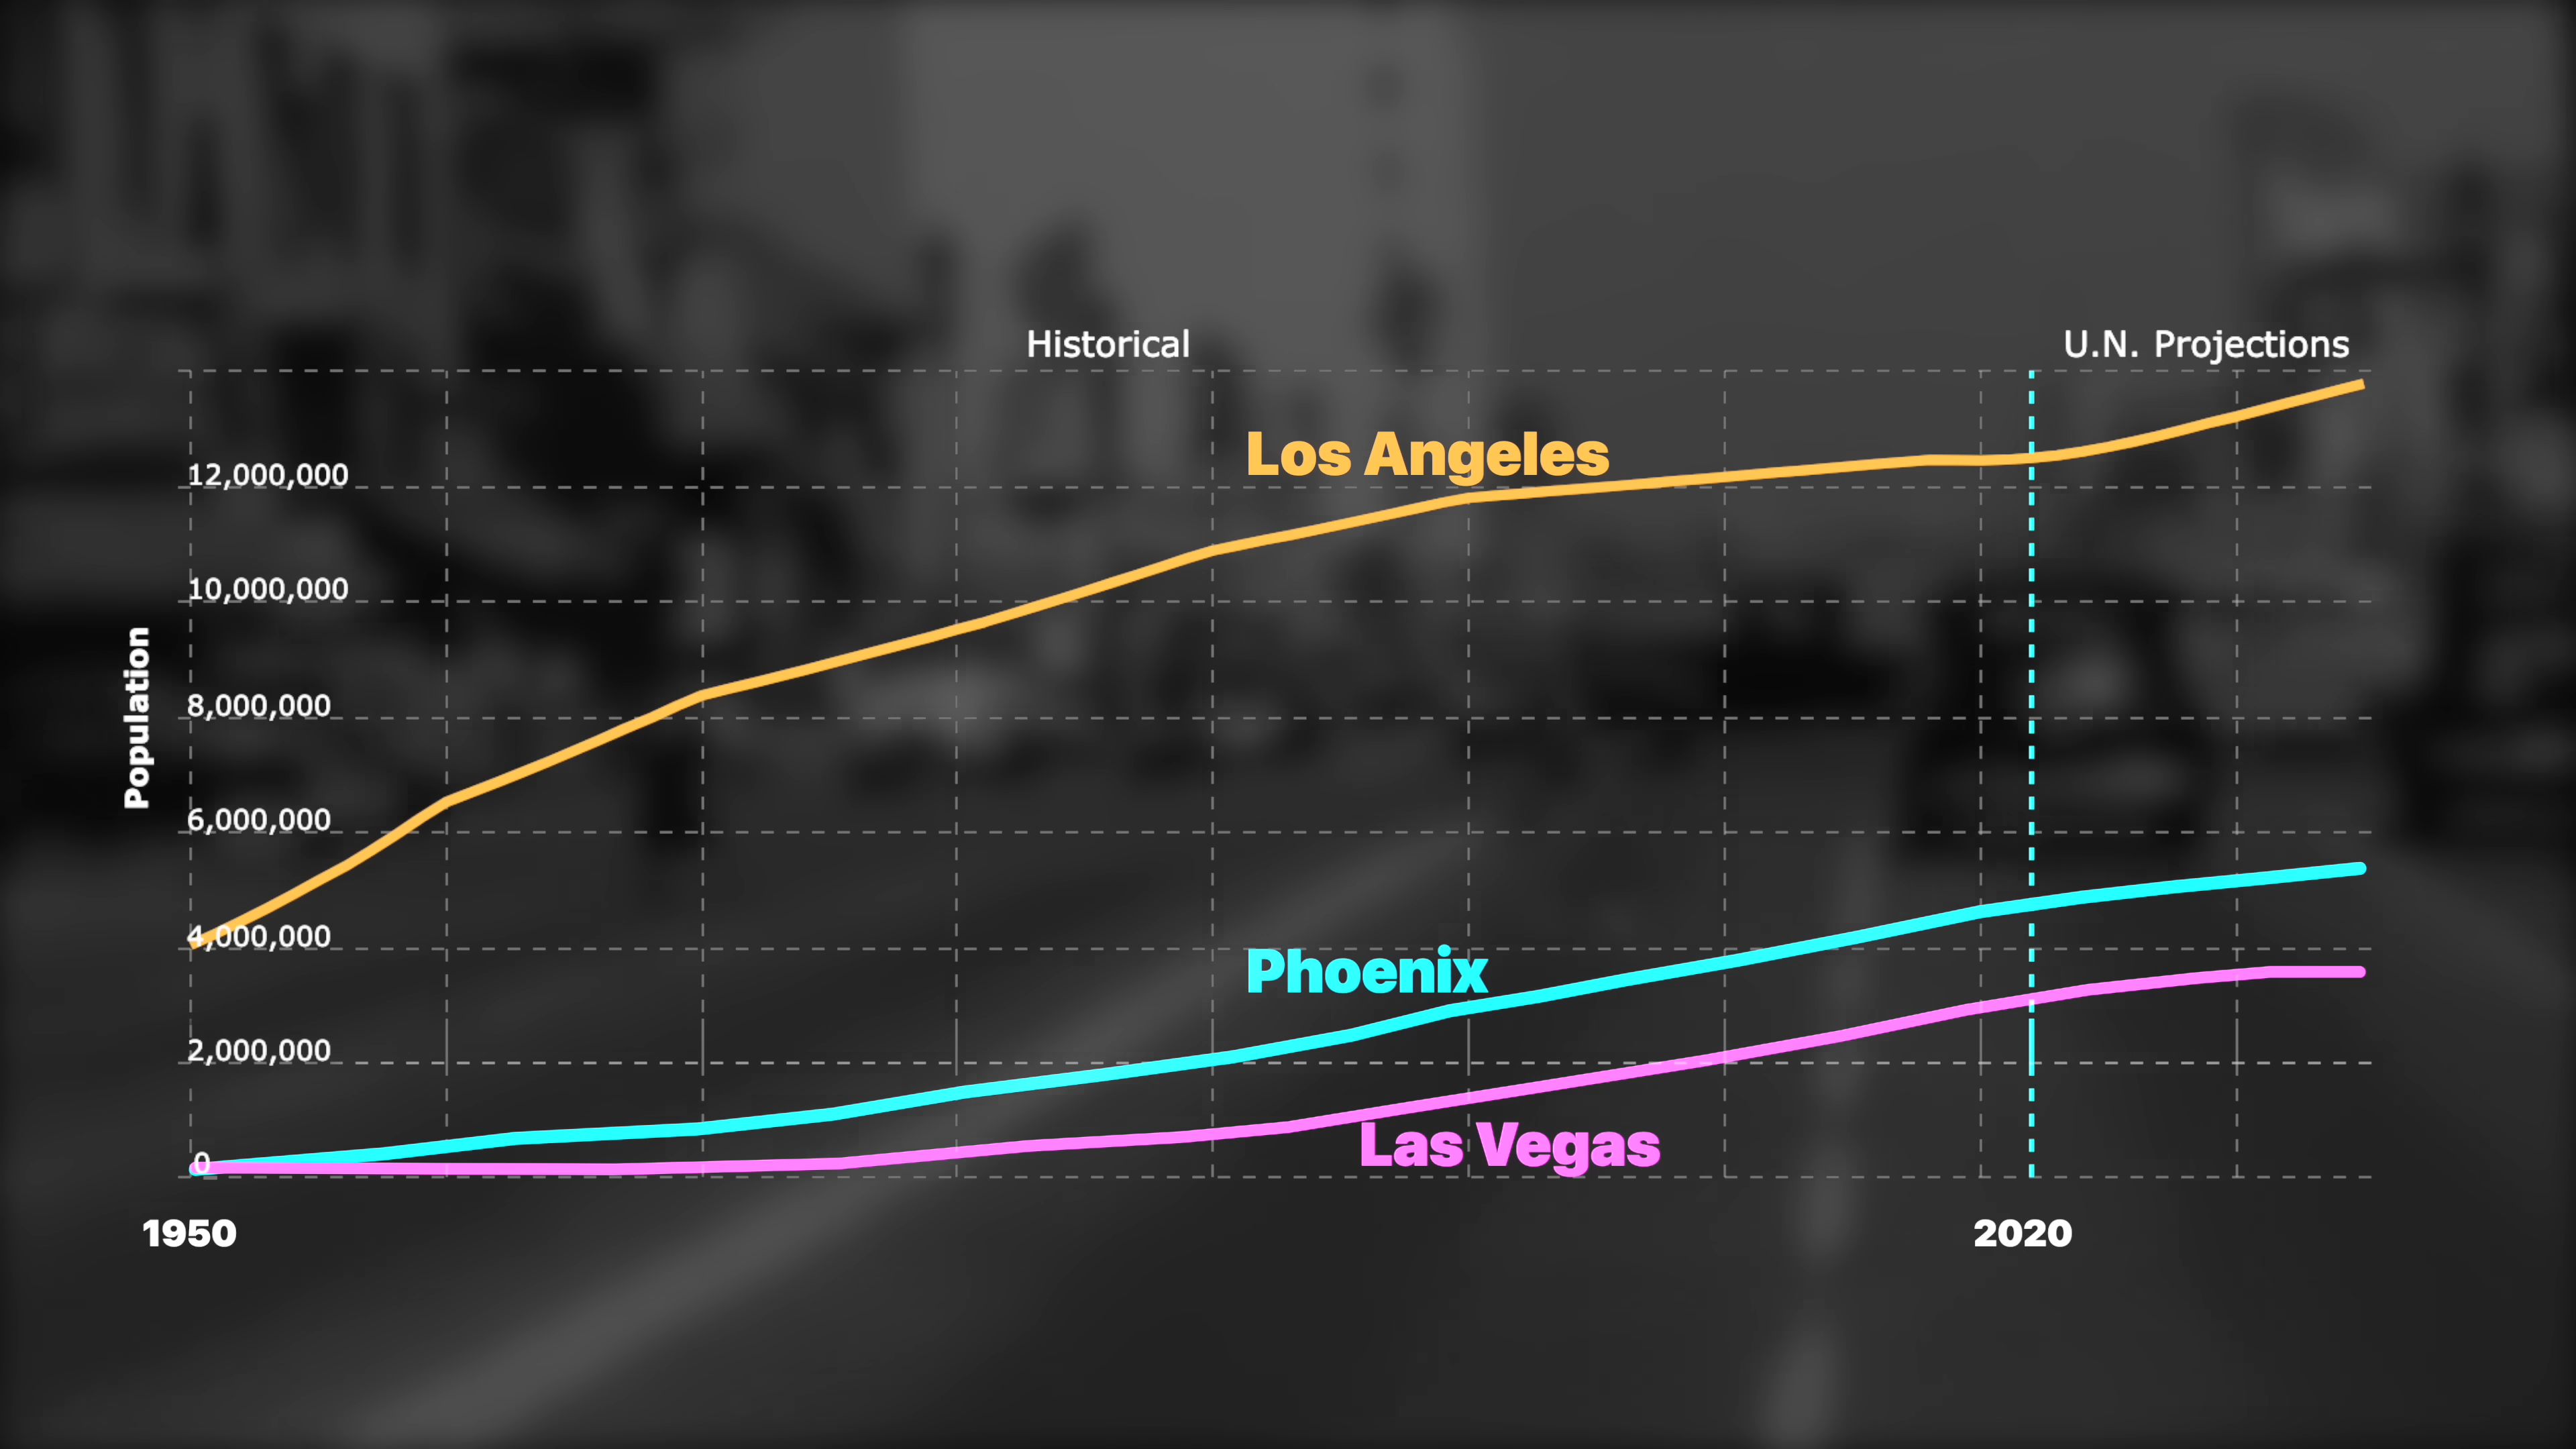 Historical
U.N. Projections
Los Angeles
12,000,000
10,000,000
Population
8,000,000
6,000,000
4,000,000
Phoenix
2,000,000
Las Vegas
0
1950
2020